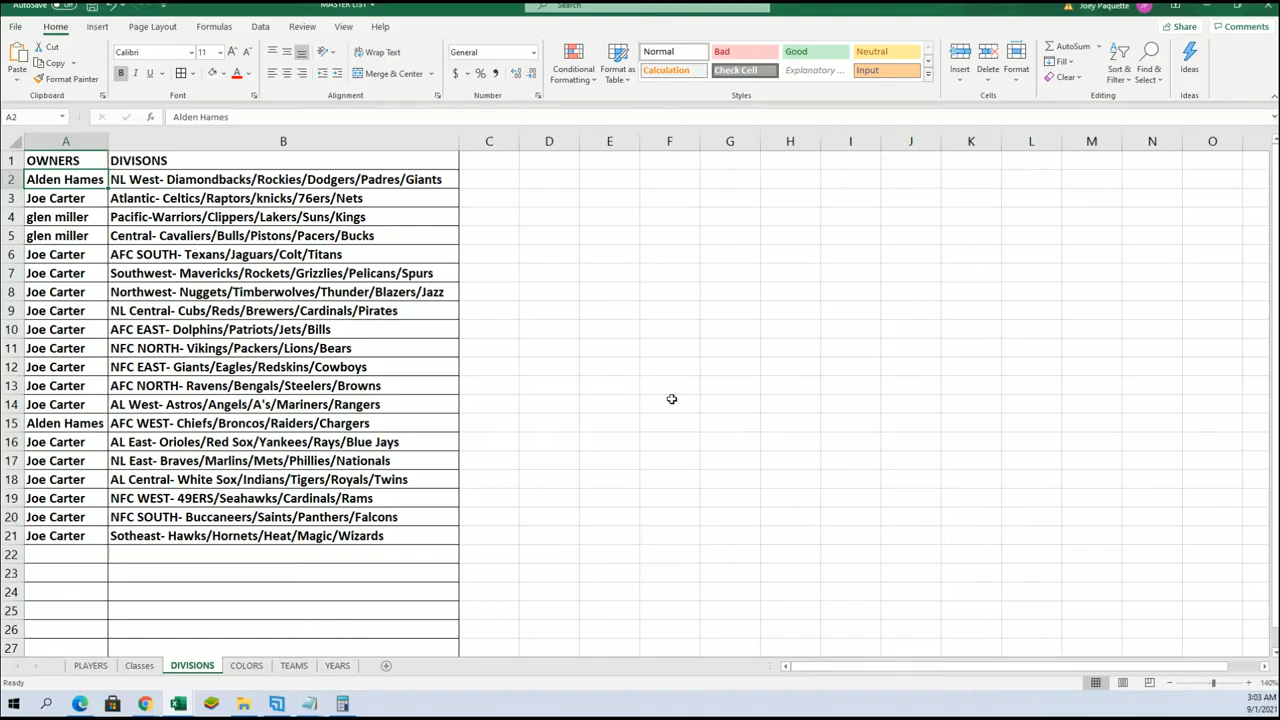 AutoSave Off MASTER LIST Search Joey Paquette JP
File Home Insert Page Layout Formulas Data Review View Help Share Comments
Paste Cut Copy Format Painter Clipboard
Calibri 11 Font
Wrap Text Merge & Center Alignment
General Number
Conditional Formatting Format as Table
Normal Bad Good Neutral
Calculation Check Cell Explanatory ... Input
Styles
Insert Delete Format Cells
AutoSum Fill Clear Sort & Filter Find & Select Editing
Ideas Ideas
A2 fx Alden Hames
A B C D E F G H I J K L M N O
1 OWNERS DIVISONS
2 Alden Hames NL West- Diamondbacks/Rockies/Dodgers/Padres/Giants
3 Joe Carter Atlantic- Celtics/Raptors/knicks/76ers/Nets
4 glen miller Pacific-Warriors/Clippers/Lakers/Suns/Kings
5 glen miller Central- Cavaliers/Bulls/Pistons/Pacers/Bucks
6 Joe Carter AFC SOUTH- Texans/Jaguars/Colt/Titans
7 Joe Carter Southwest- Mavericks/Rockets/Grizzlies/Pelicans/Spurs
8 Joe Carter Northwest- Nuggets/Timberwolves/Thunder/Blazers/Jazz
9 Joe Carter NL Central- Cubs/Reds/Brewers/Cardinals/Pirates
10 Joe Carter AFC EAST- Dolphins/Patriots/Jets/Bills
11 Joe Carter NFC NORTH- Vikings/Packers/Lions/Bears
12 Joe Carter NFC EAST- Giants/Eagles/Redskins/Cowboys
13 Joe Carter AFC NORTH- Ravens/Bengals/Steelers/Browns
14 Joe Carter AL West- Astros/Angels/A's/Mariners/Rangers
15 Alden Hames AFC WEST- Chiefs/Broncos/Raiders/Chargers
16 Joe Carter AL East- Orioles/Red Sox/Yankees/Rays/Blue Jays
17 Joe Carter NL East- Braves/Marlins/Mets/Phillies/Nationals
18 Joe Carter AL Central- White Sox/Indians/Tigers/Royals/Twins
19 Joe Carter NFC WEST- 49ERS/Seahawks/Cardinals/Rams
20 Joe Carter NFC SOUTH- Buccaneers/Saints/Panthers/Falcons
21 Joe Carter Sotheast- Hawks/Hornets/Heat/Magic/Wizards
22
23
24
25
26
27
PLAYERS Classes DIVISIONS COLORS TEAMS YEARS
Ready 140%
3:03 AM
9/1/2021